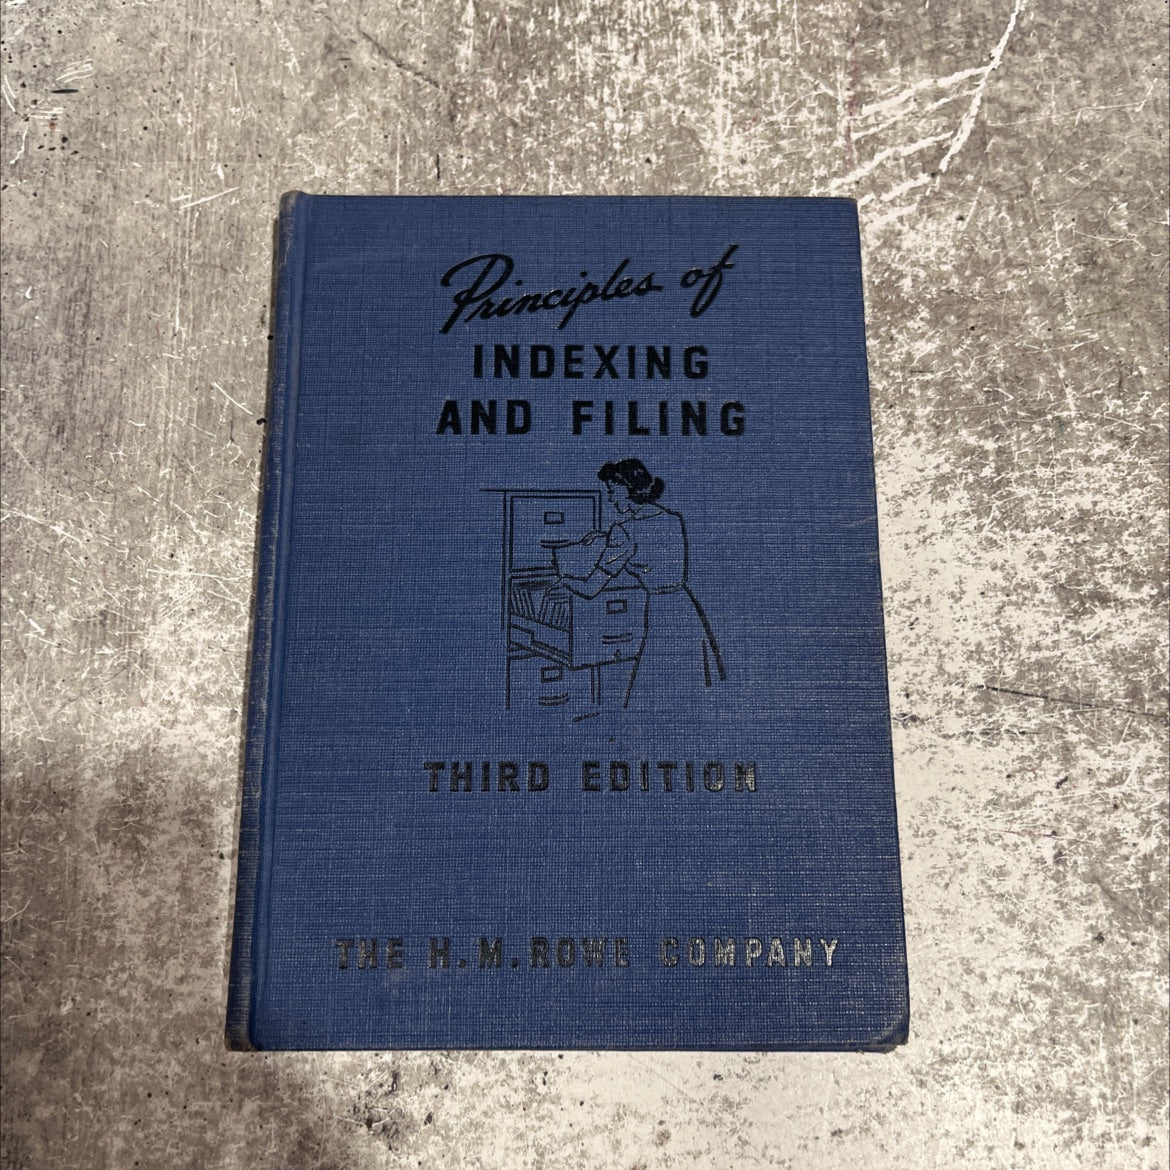 Principles of
INDEXING
AND FILING
THIRD EDITION
THE H.M. ROWE COMPANY